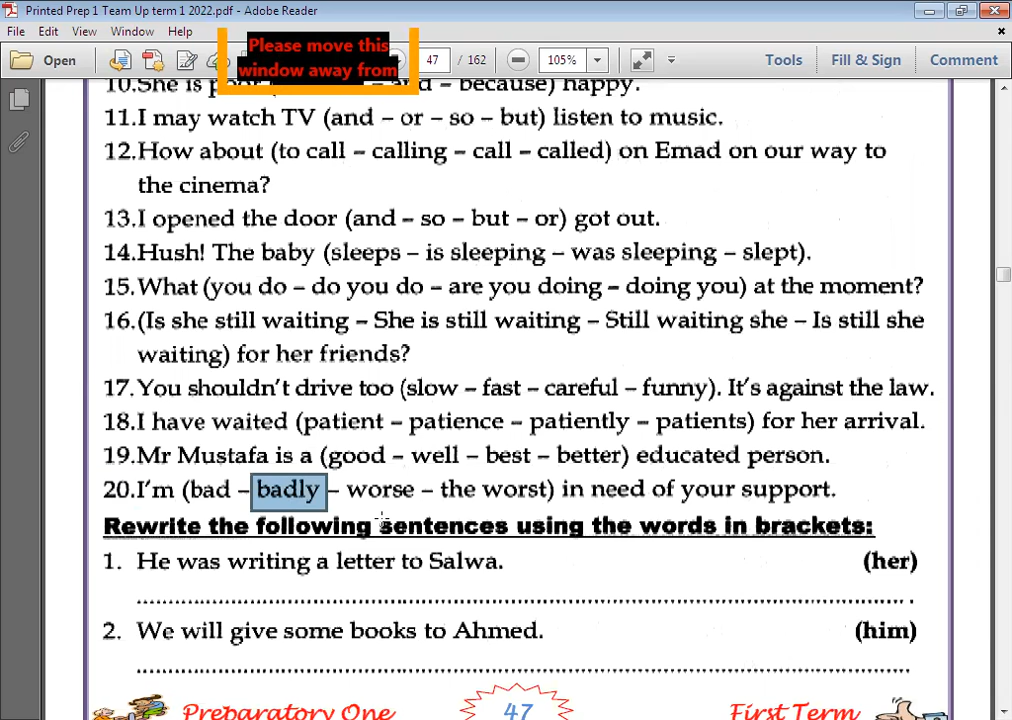 Printed Prep 1 Team Up term 1 2022.pdf - Adobe Reader
File Edit View Window Help
Please move this
window away from
Open 47 / 162 105% Tools Fill & Sign Comment
10.She is poor – and – because) happy.
11.I may watch TV (and – or – so – but) listen to music.
12.How about (to call – calling – call – called) on Emad on our way to
the cinema?
13.I opened the door (and – so – but – or) got out.
14.Hush! The baby (sleeps – is sleeping – was sleeping – slept).
15.What (you do – do you do – are you doing – doing you) at the moment?
16.(Is she still waiting – She is still waiting – Still waiting she – Is still she
waiting) for her friends?
17.You shouldn't drive too (slow – fast – careful – funny). It's against the law.
18.I have waited (patient – patience – patiently – patients) for her arrival.
19.Mr Mustafa is a (good – well – best – better) educated person.
20.I'm (bad – badly – worse – the worst) in need of your support.
Rewrite the following sentences using the words in brackets:
1. He was writing a letter to Salwa. (her)
2. We will give some books to Ahmed. (him)
Preparatory One 47 First Term